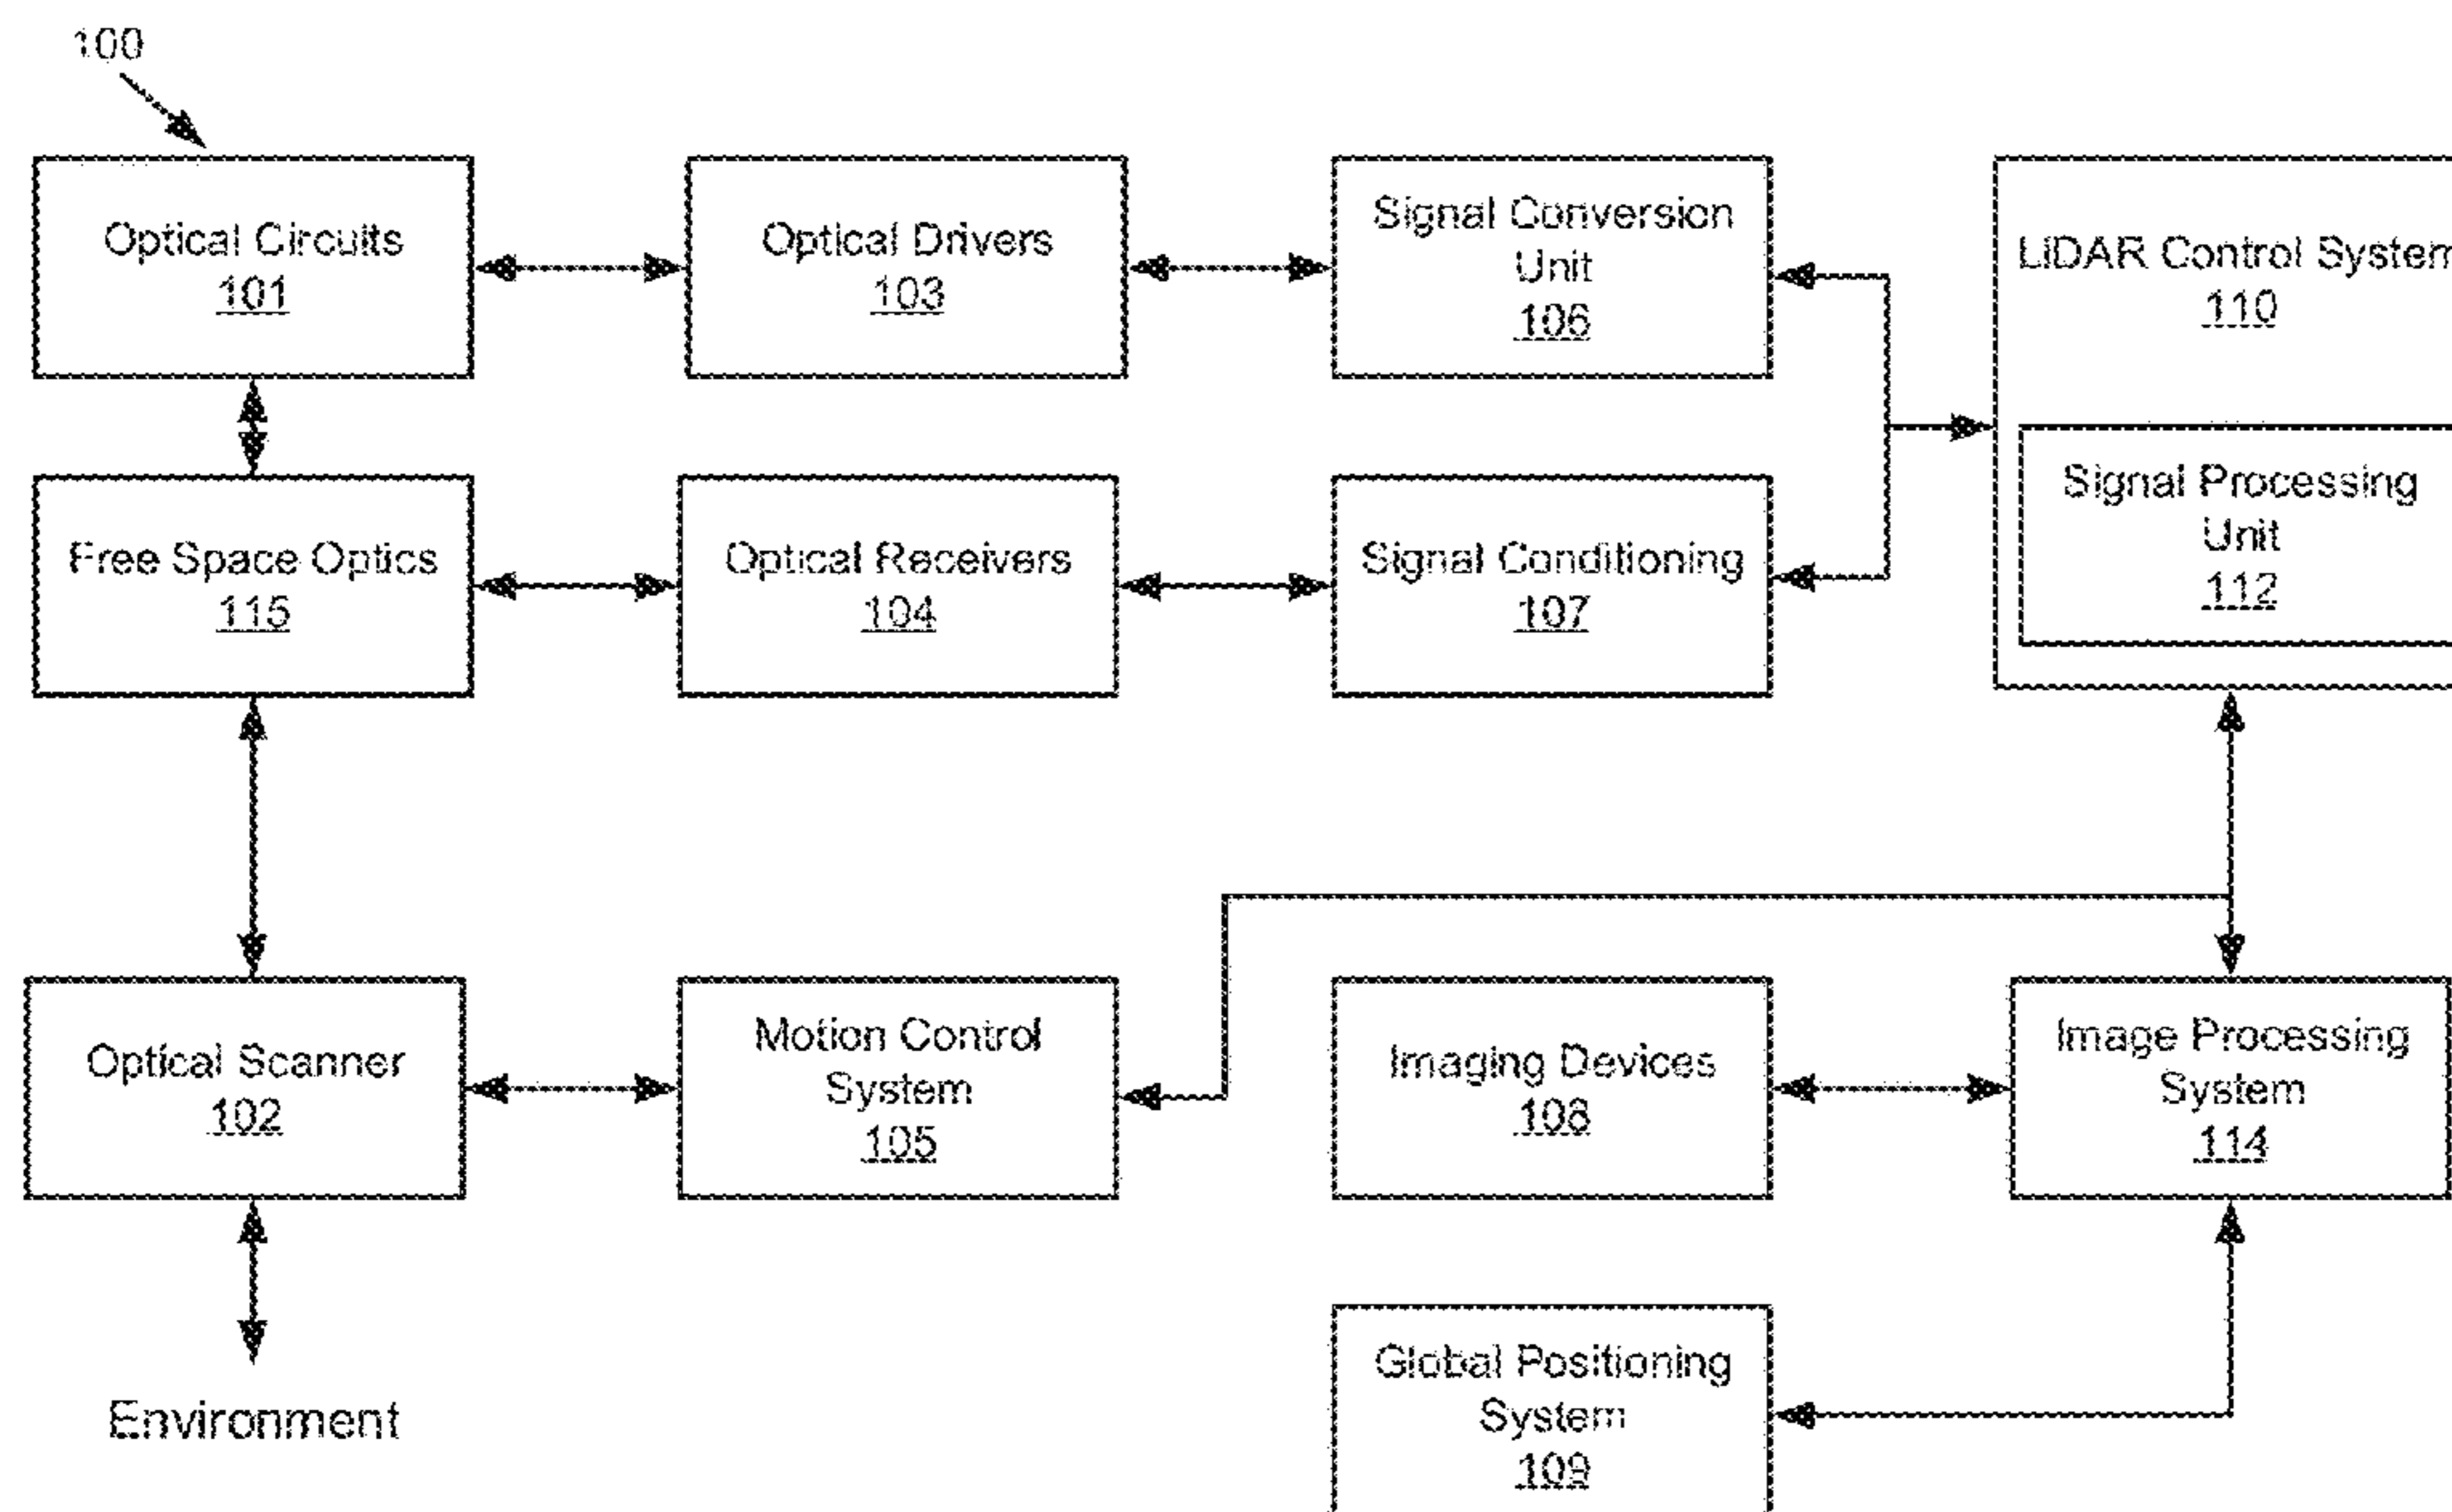 100
Optical Circuits
101
Optical Drivers
103
Signal Conversion
Unit
106
LiDAR Control System
110
Signal Processing
Unit
112
Free Space Optics
115
Optical Receivers
104
Signal Conditioning
107
Optical Scanner
102
Motion Control
System
105
Imaging Devices
108
Image Processing
System
114
Environment
Global Positioning
System
109